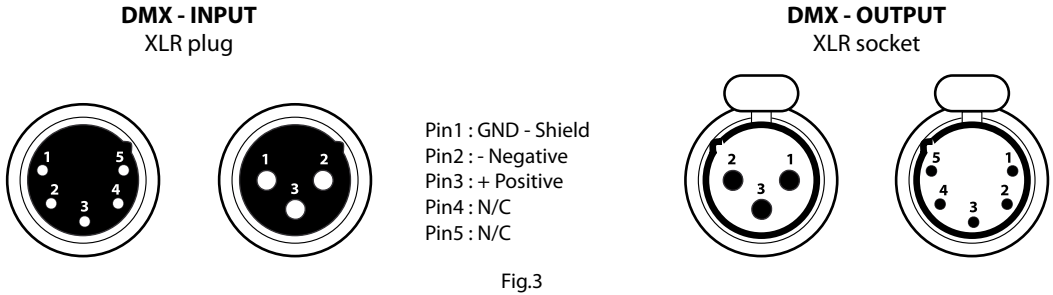 DMX - INPUT
XLR plug
DMX - OUTPUT
XLR socket
1 5
2 4
3
1 2
3
Pin1 : GND - Shield
Pin2 : - Negative
Pin3 : + Positive
Pin4 : N/C
Pin5 : N/C
2 1
3
5 1
4 2
3
Fig.3